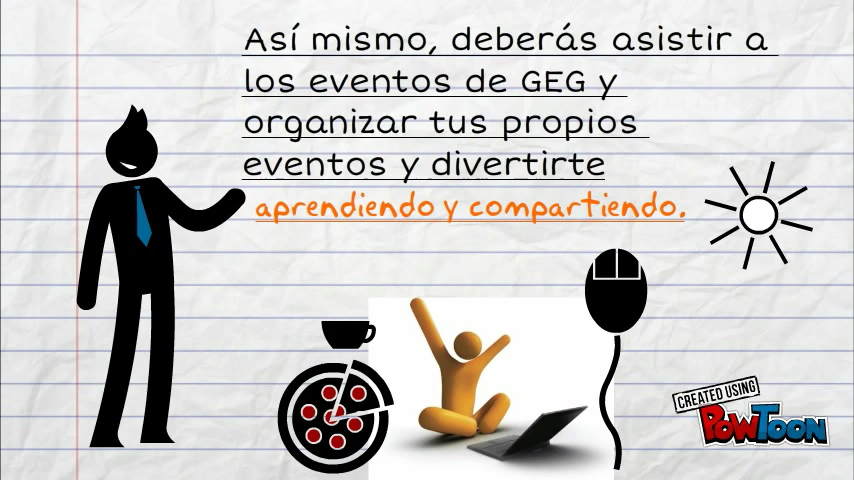 Así mismo, deberás asistir a
los eventos de GEG y
organizar tus propios
eventos y divertirte
aprendiendo y compartiendo.
CREATED USING
POWTOON